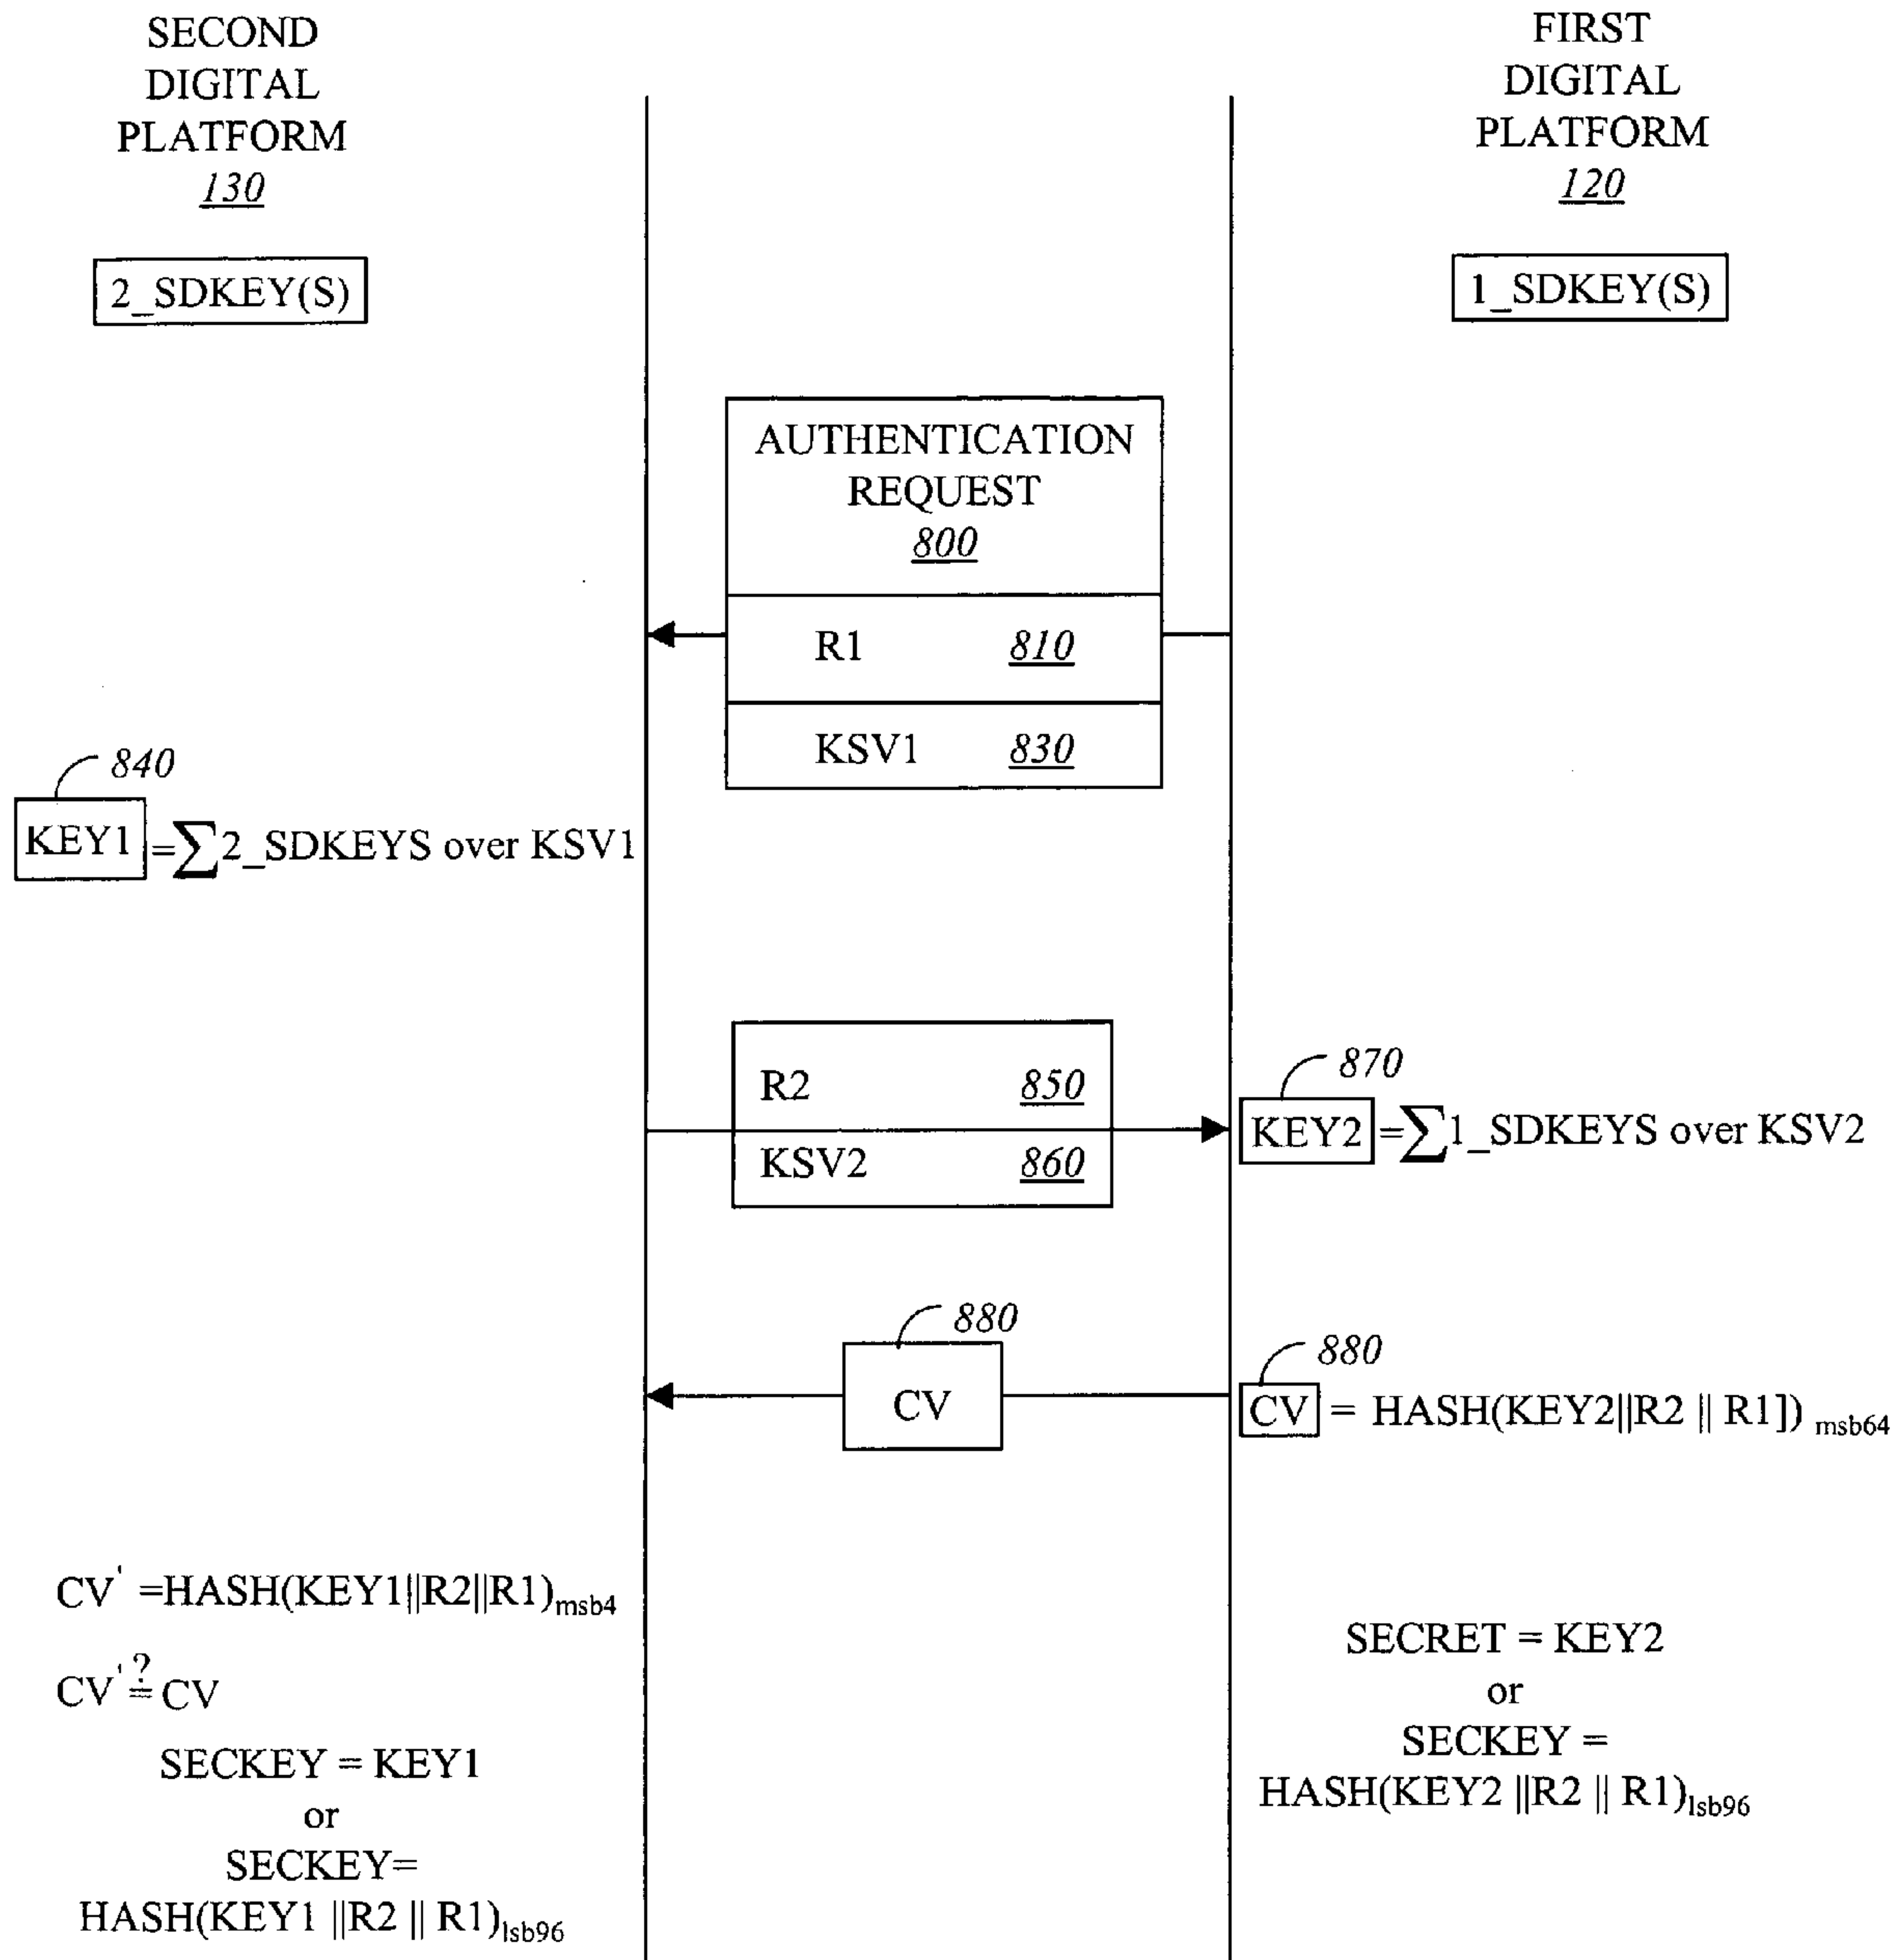 SECOND
DIGITAL
PLATFORM
130
2_SDKEY(S)
FIRST
DIGITAL
PLATFORM
120
1_SDKEY(S)
AUTHENTICATION
REQUEST
800
R1 810
KSV1 830
840
KEY1 =∑2_SDKEYS over KSV1
R2 850
KSV2 860
870
KEY2 =∑1_SDKEYS over KSV2
880
CV
880
CV = HASH(KEY2||R2 || R1]) msb64
CV' =HASH(KEY1||R2||R1)msb4
CV' ≟ CV
SECKEY = KEY1
or
SECKEY=
HASH(KEY1 ||R2 || R1)lsb96
SECRET = KEY2
or
SECKEY =
HASH(KEY2 ||R2 || R1)lsb96